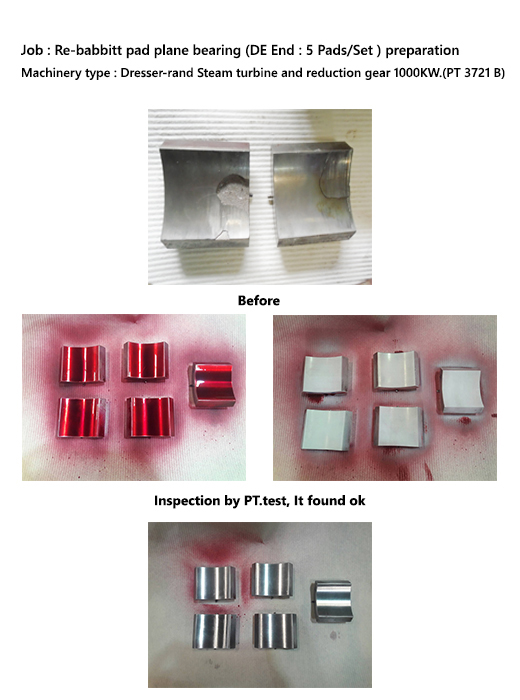 Job : Re-babbitt pad plane bearing (DE End : 5 Pads/Set ) preparation
Machinery type : Dresser-rand Steam turbine and reduction gear 1000KW.(PT 3721 B)
Before
Inspection by PT.test, It found ok